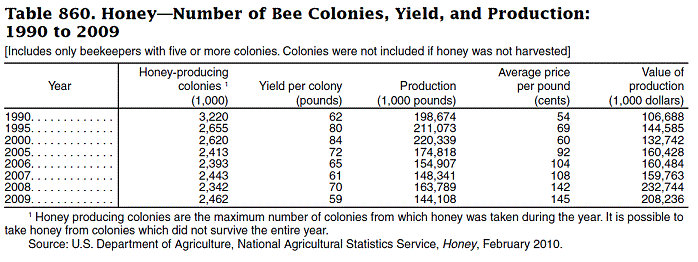 Table 860. Honey—Number of Bee Colonies, Yield, and Production:
1990 to 2009
[Includes only beekeepers with five or more colonies. Colonies were not included if honey was not harvested]
Year Honey-producing colonies ¹ (1,000) Yield per colony (pounds) Production (1,000 pounds) Average price per pound (cents) Value of production (1,000 dollars)
1990. . . . . . . . . . . . . 3,220 62 198,674 54 106,688
1995. . . . . . . . . . . . . 2,655 80 211,073 69 144,585
2000. . . . . . . . . . . . . 2,620 84 220,339 60 132,742
2005. . . . . . . . . . . . . 2,413 72 174,818 92 160,428
2006. . . . . . . . . . . . . 2,393 65 154,907 104 160,484
2007. . . . . . . . . . . . . 2,443 61 148,341 108 159,763
2008. . . . . . . . . . . . . 2,342 70 163,789 142 232,744
2009. . . . . . . . . . . . . 2,462 59 144,108 145 208,236
¹ Honey producing colonies are the maximum number of colonies from which honey was taken during the year. It is possible to
take honey from colonies which did not survive the entire year.
Source: U.S. Department of Agriculture, National Agricultural Statistics Service, Honey, February 2010.